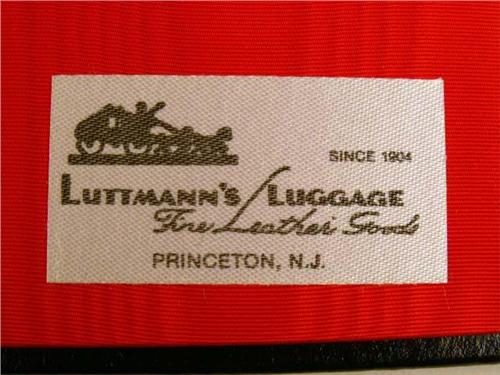 SINCE 1904
LUTTMANN'S LUGGAGE
Fine Leather Goods
PRINCETON, N.J.